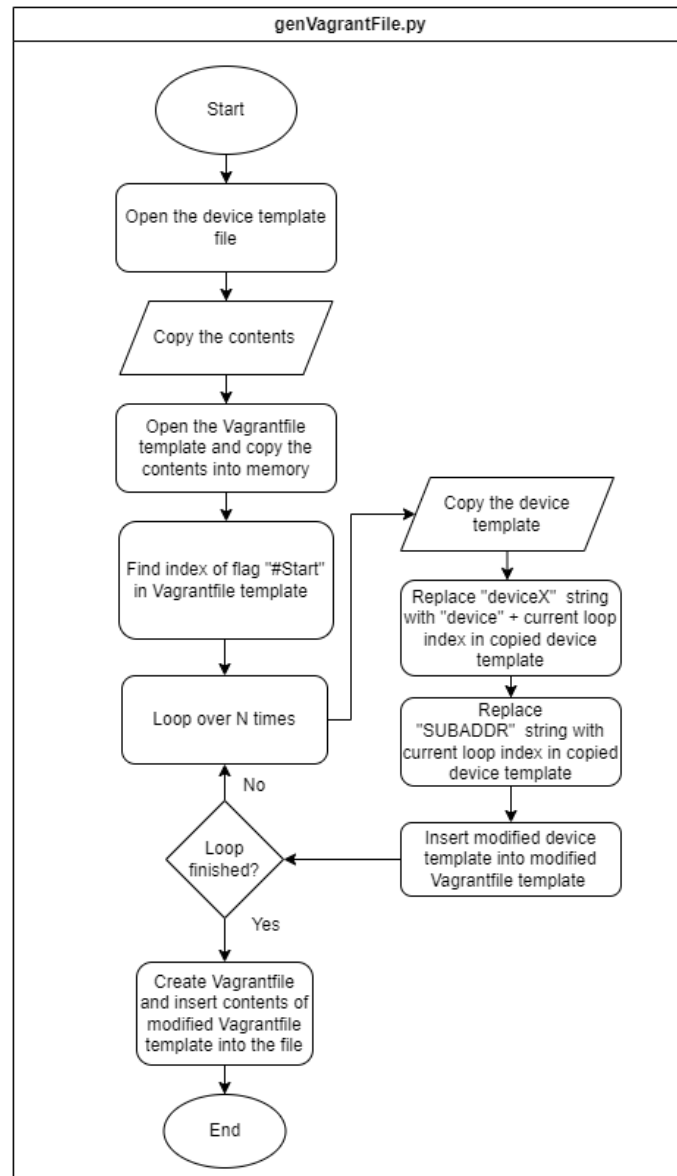 genVagrantFile.py
Start
Open the device template
file
Copy the contents
Open the Vagrantfile
template and copy the
contents into memory
Find index of flag "#Start"
in Vagrantfile template
Loop over N times
Copy the device
template
Replace "deviceX" string
with "device" + current loop
index in copied device
template
Replace
"SUBADDR" string with
current loop index in copied
device template
Insert modified device
template into modified
Vagrantfile template
No
Loop
finished?
Yes
Create Vagrantfile
and insert contents of
modified Vagrantfile
template into the file
End